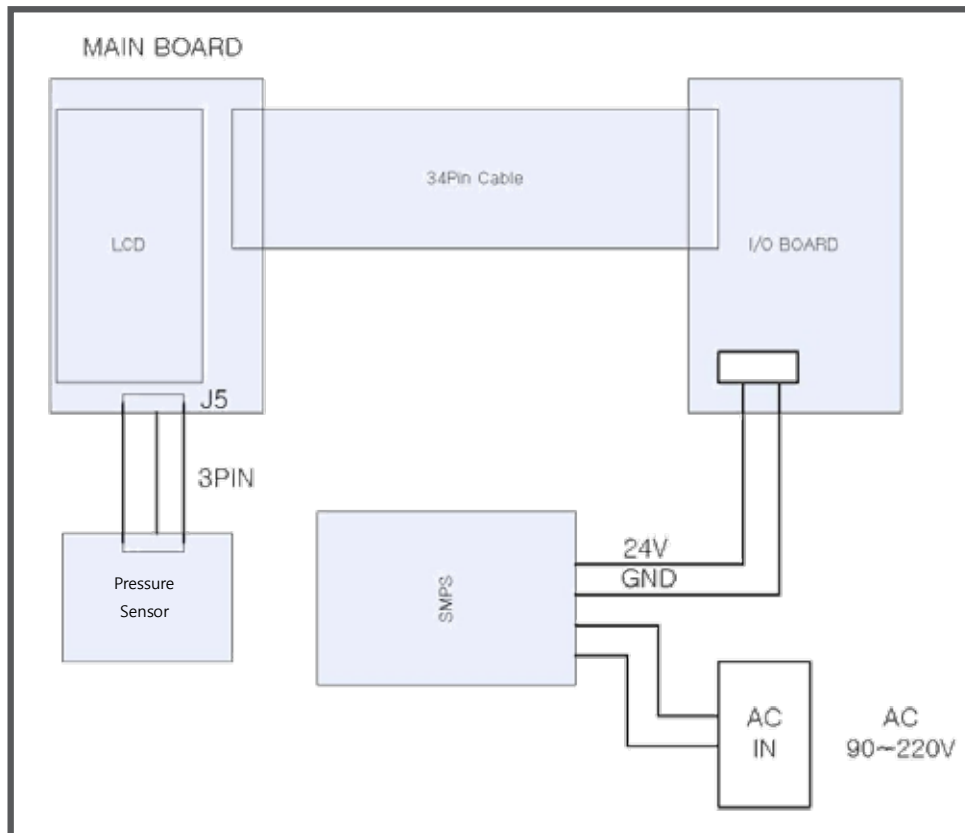 MAIN BOARD
34Pin Cable
LCD
I/O BOARD
J5
3PIN
Pressure
Sensor
SMPS
24V
GND
AC
IN
AC
90~220V